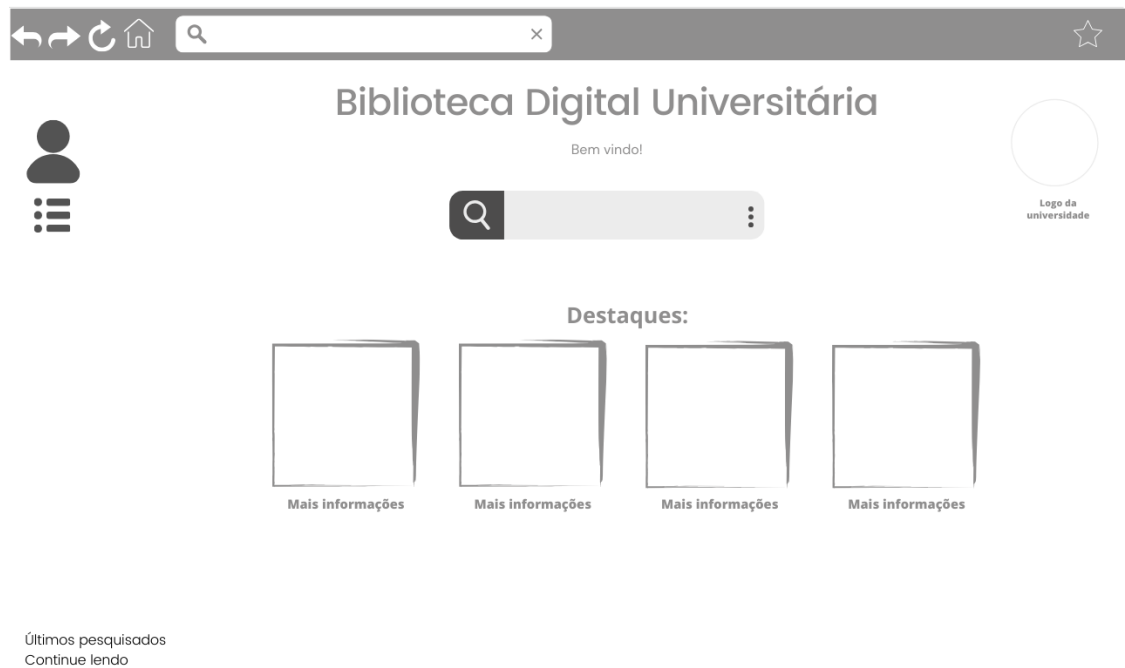 Biblioteca Digital Universitária
Bem vindo!
Logo da
universidade
Destaques:
Mais informações
Mais informações
Mais informações
Mais informações
Últimos pesquisados
Continue lendo